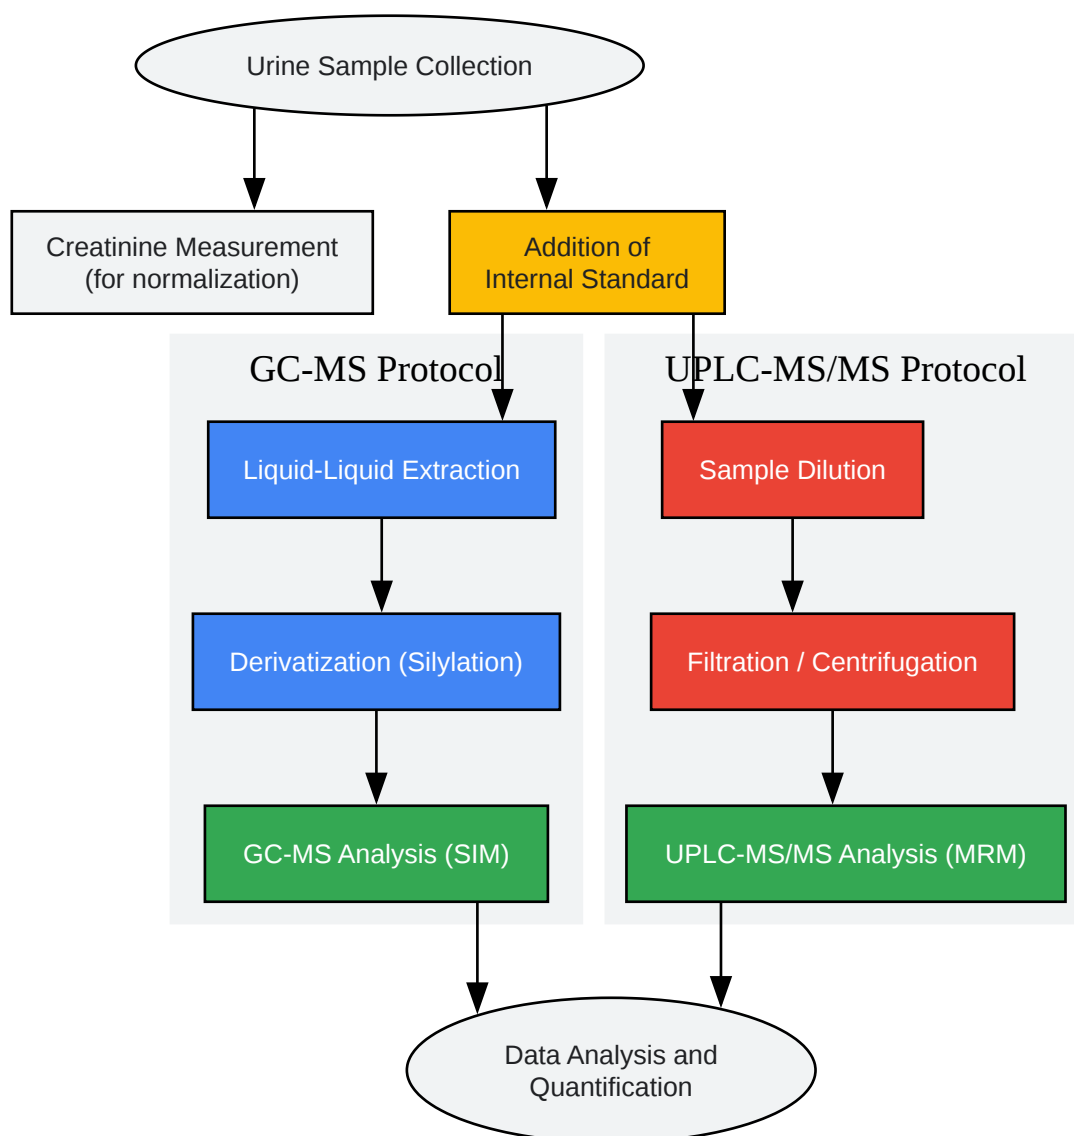 Urine Sample Collection
Creatinine Measurement
(for normalization)
Addition of
Internal Standard
GC-MS Protocol
UPLC-MS/MS Protocol
Liquid-Liquid Extraction
Sample Dilution
Derivatization (Silylation)
Filtration / Centrifugation
GC-MS Analysis (SIM)
UPLC-MS/MS Analysis (MRM)
Data Analysis and
Quantification